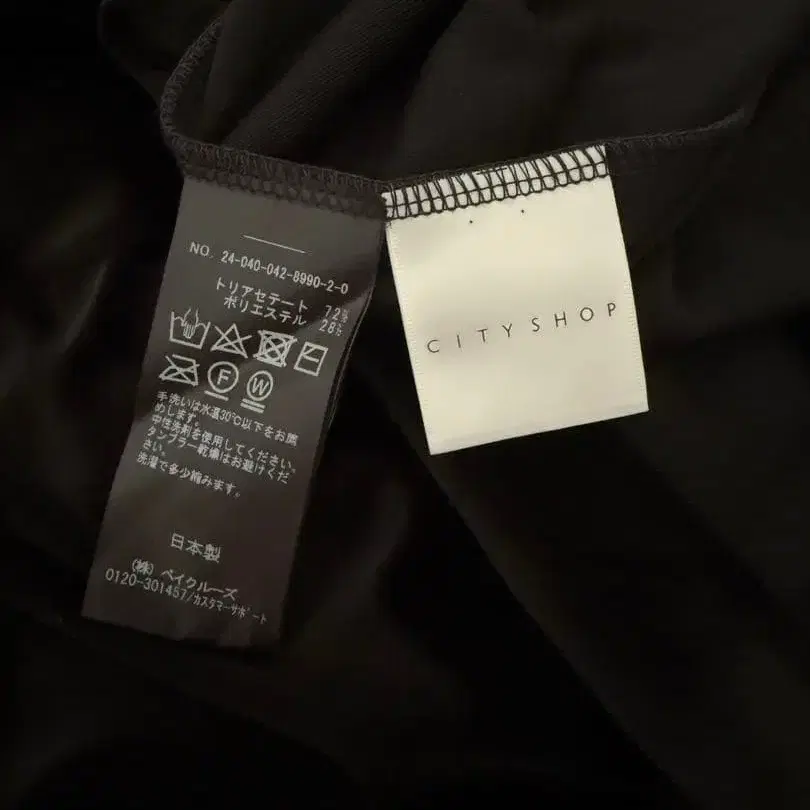 NO. 24-040-042-8990-2-0
トリアセテート 72%
ポリエステル 28%
F W
手洗いは水温30℃以下をお薦
めします。
中性洗剤を使用してください。
タンブラー乾燥はお避けくだ
さい。
洗濯で多少縮みます。
日本製
(株) ベイクルーズ
0120-301457/カスタマーサポート
CITYSHOP